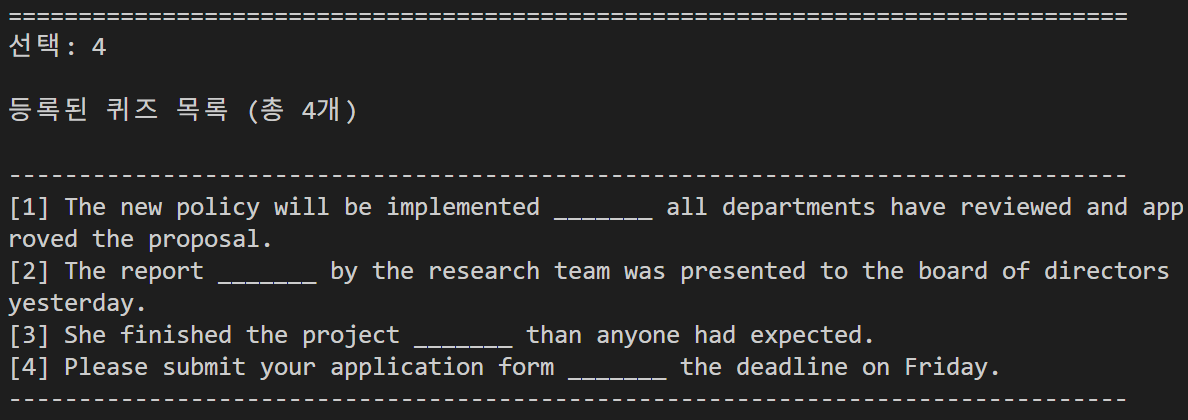 ================================================================================
선택: 4
등록된 퀴즈 목록 (총 4개)
--------------------------------------------------------------------------------
[1] The new policy will be implemented _______ all departments have reviewed and app
roved the proposal.
[2] The report _______ by the research team was presented to the board of directors
yesterday.
[3] She finished the project _______ than anyone had expected.
[4] Please submit your application form _______ the deadline on Friday.
--------------------------------------------------------------------------------